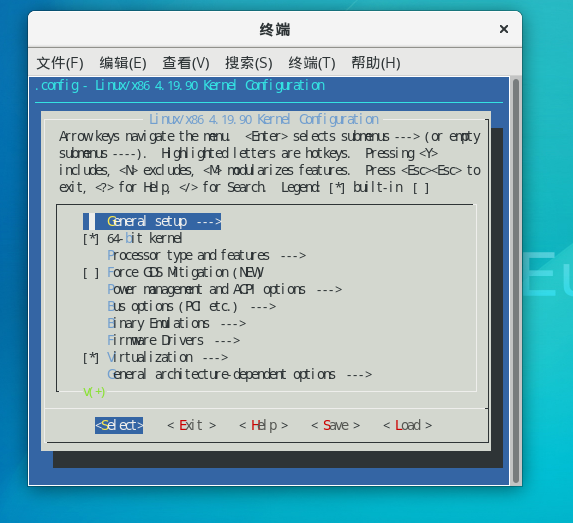 终端
文件(F) 编辑(E) 查看(V) 搜索(S) 终端(T) 帮助(H)
.config - Linux/x86 4.19.90 Kernel Configuration
Linux/x86 4.19.90 Kernel Configuration
Arrow keys navigate the menu. <Enter> selects submenus ---> (or empty
submenus ----). Highlighted letters are hotkeys. Pressing <Y>
includes, <N> excludes, <M> modularizes features. Press <Esc><Esc> to
exit, <?> for Help, </> for Search. Legend: [*] built-in [ ]
General setup --->
[*] 64-bit kernel
Processor type and features --->
[ ] Force GDS Mitigation (NEW)
Power management and ACPI options --->
Bus options (PCI etc.) --->
Binary Emulations --->
Firmware Drivers --->
[*] Virtualization --->
General architecture-dependent options --->
v(+)
<Select> < Exit > < Help > < Save > < Load >
Eu